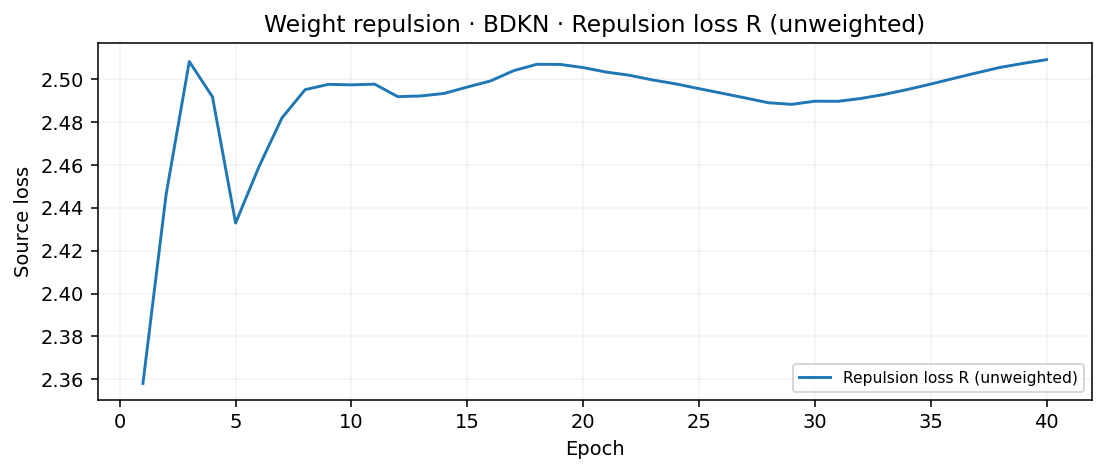 Weight repulsion · BDKN · Repulsion loss R (unweighted)
Source loss
2.50
2.48
2.46
2.44
2.42
2.40
2.38
2.36
Repulsion loss R (unweighted)
0 5 10 15 20 25 30 35 40
Epoch